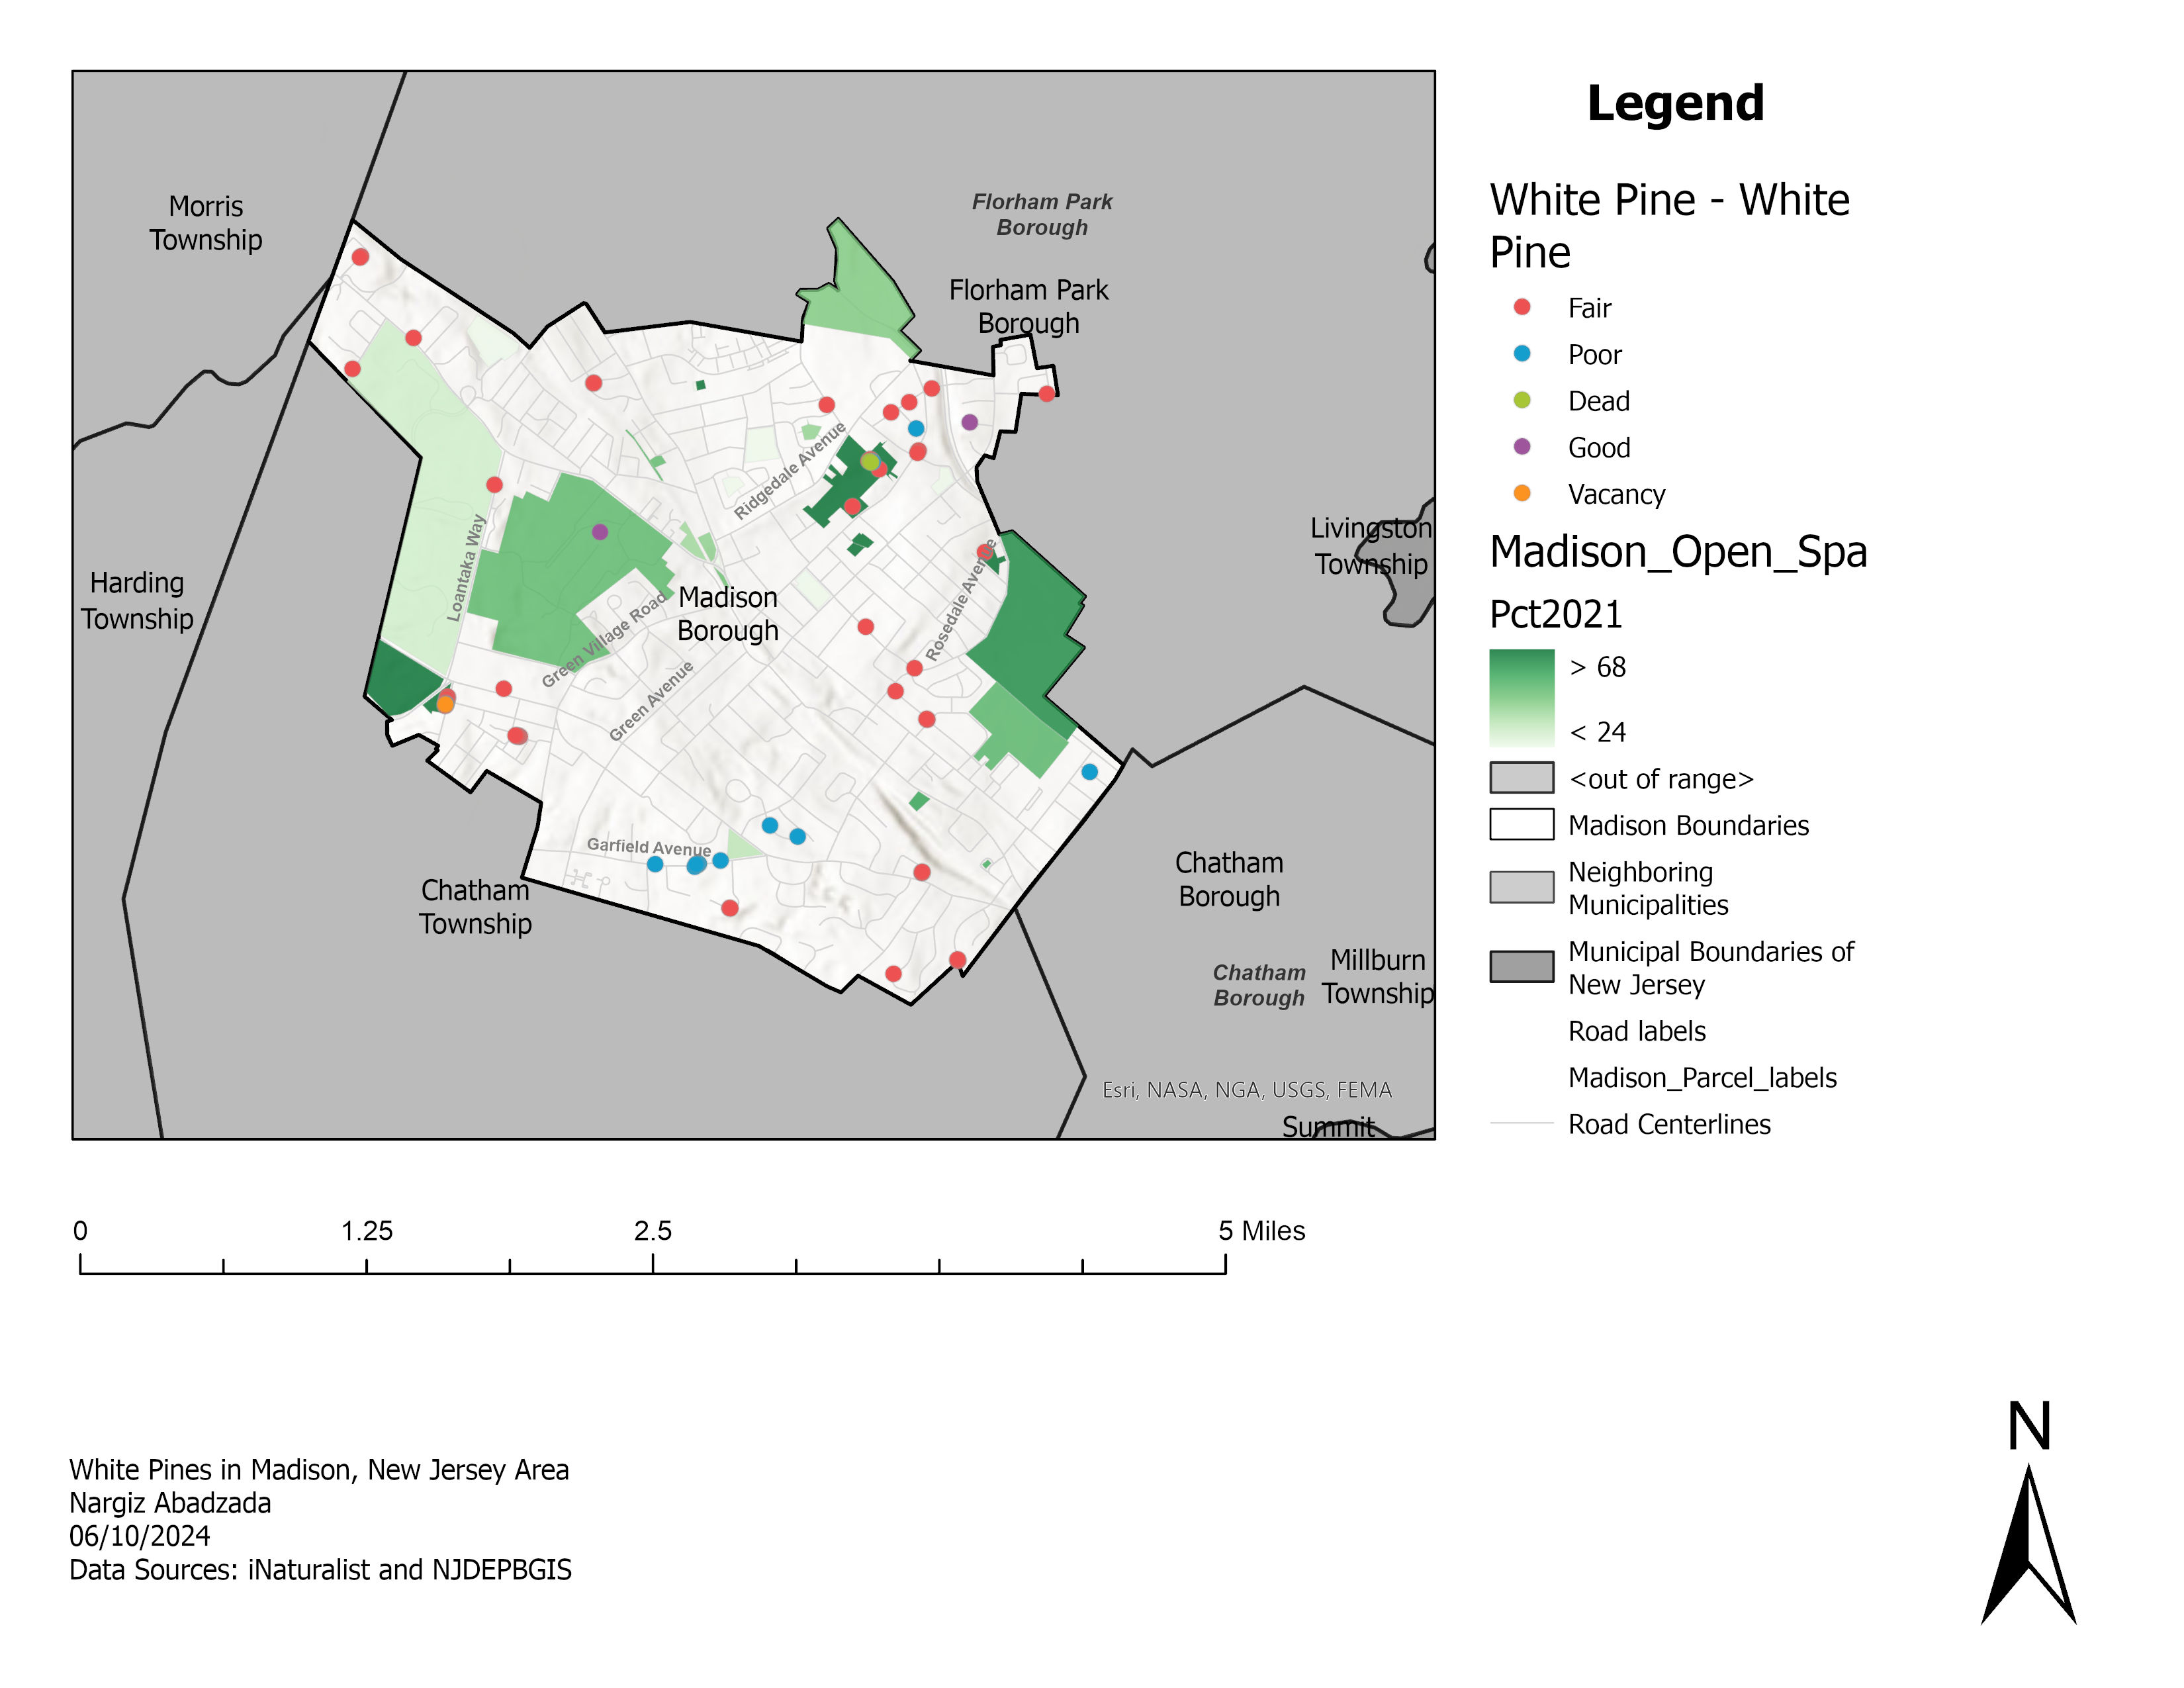 Legend
White Pine - White
Pine
Fair
Poor
Dead
Good
Vacancy
Madison_Open_Spa
Pct2021
> 68
< 24
<out of range>
Madison Boundaries
Neighboring
Municipalities
Municipal Boundaries of
New Jersey
Road labels
Madison_Parcel_labels
Road Centerlines
Morris
Township
Florham Park
Borough
Florham Park
Borough
Ridgedale Avenue
Livingston
Township
Loantaka Way
Harding
Township
Madison
Borough
Rosedale Avenue
Green Village Road
Green Avenue
Garfield Avenue
Chatham
Township
Chatham
Borough
Chatham
Borough
Millburn
Township
Esri, NASA, NGA, USGS, FEMA
Summit
0 1.25 2.5 5 Miles
White Pines in Madison, New Jersey Area
Nargiz Abadzada
06/10/2024
Data Sources: iNaturalist and NJDEPBGIS
N